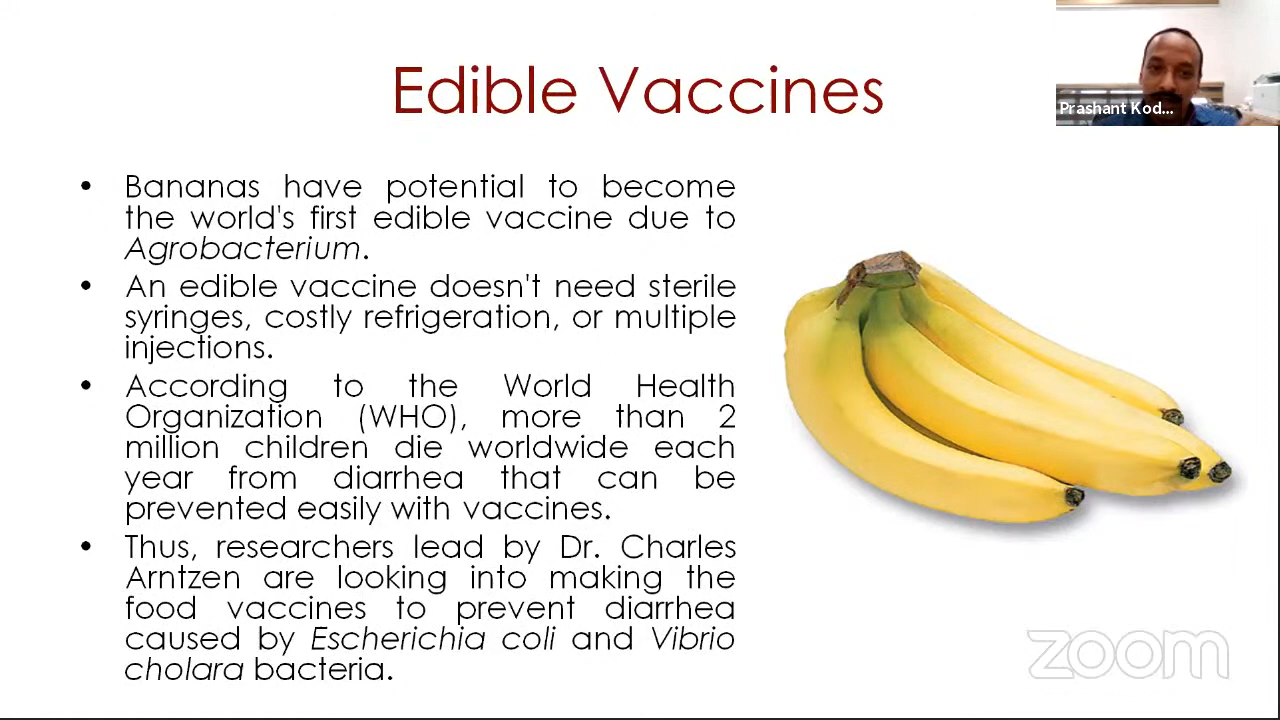 Edible Vaccines
Prashant Kod...
• Bananas have potential to become
the world's first edible vaccine due to
Agrobacterium.
• An edible vaccine doesn't need sterile
syringes, costly refrigeration, or multiple
injections.
• According to the World Health
Organization (WHO), more than 2
million children die worldwide each
year from diarrhea that can be
prevented easily with vaccines.
• Thus, researchers lead by Dr. Charles
Arntzen are looking into making the
food vaccines to prevent diarrhea
caused by Escherichia coli and Vibrio
cholara bacteria.
zoom